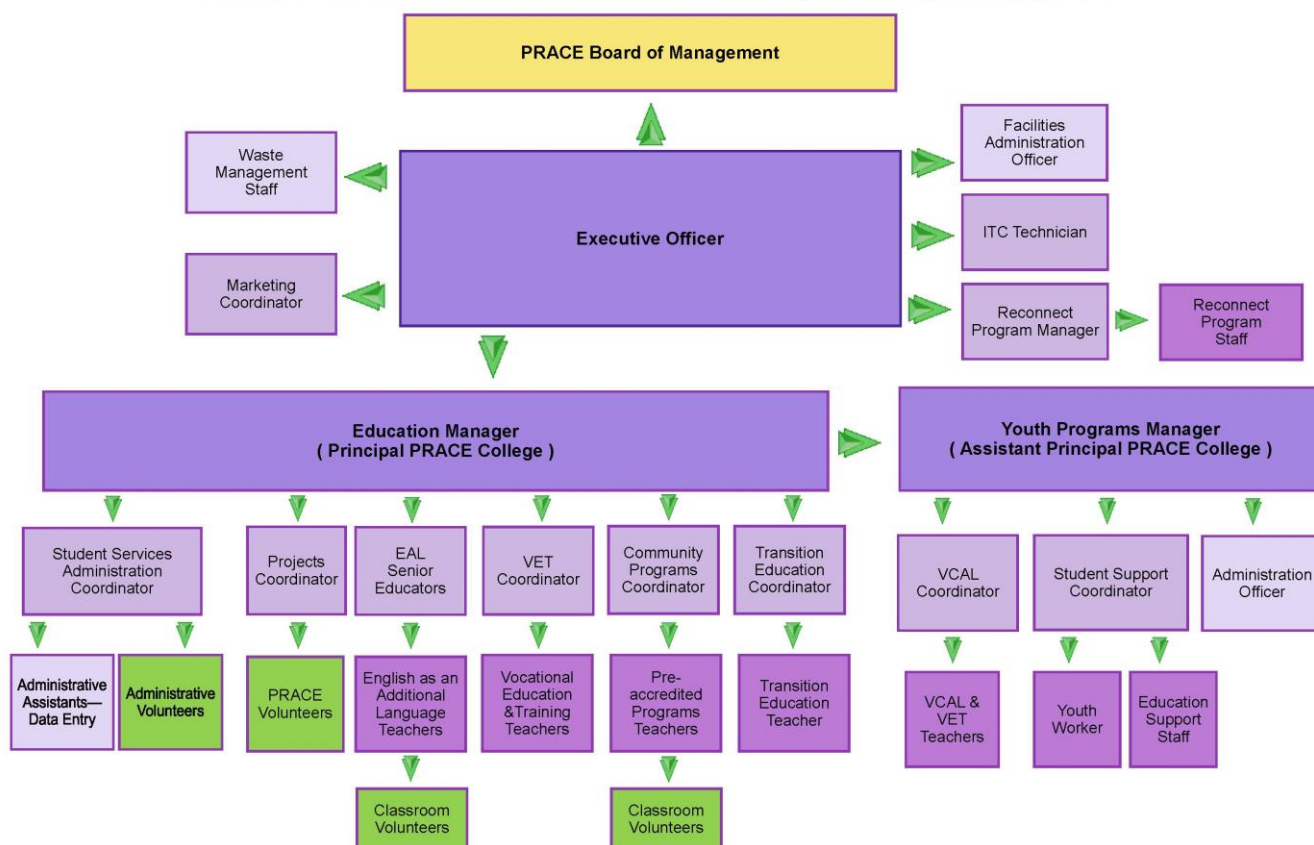 PRACE Board of Management
Waste
Management
Staff
Facilities
Administration
Officer
Executive Officer
ITC Technician
Marketing
Coordinator
Reconnect
Program Manager
Reconnect
Program
Staff
Education Manager
( Principal PRACE College )
Youth Programs Manager
( Assistant Principal PRACE College )
Student Services
Administration
Coordinator
Projects
Coordinator
EAL
Senior
Educators
VET
Coordinator
Community
Programs
Coordinator
Transition
Education
Coordinator
VCAL
Coordinator
Student Support
Coordinator
Administration
Officer
Administrative
Assistants—
Data Entry
Administrative
Volunteers
PRACE
Volunteers
English as an
Additional
Language
Teachers
Vocational
Education
&Training
Teachers
Pre-
accredited
Programs
Teachers
Transition
Education
Teacher
VCAL &
VET
Teachers
Youth
Worker
Education
Support
Staff
Classroom
Volunteers
Classroom
Volunteers